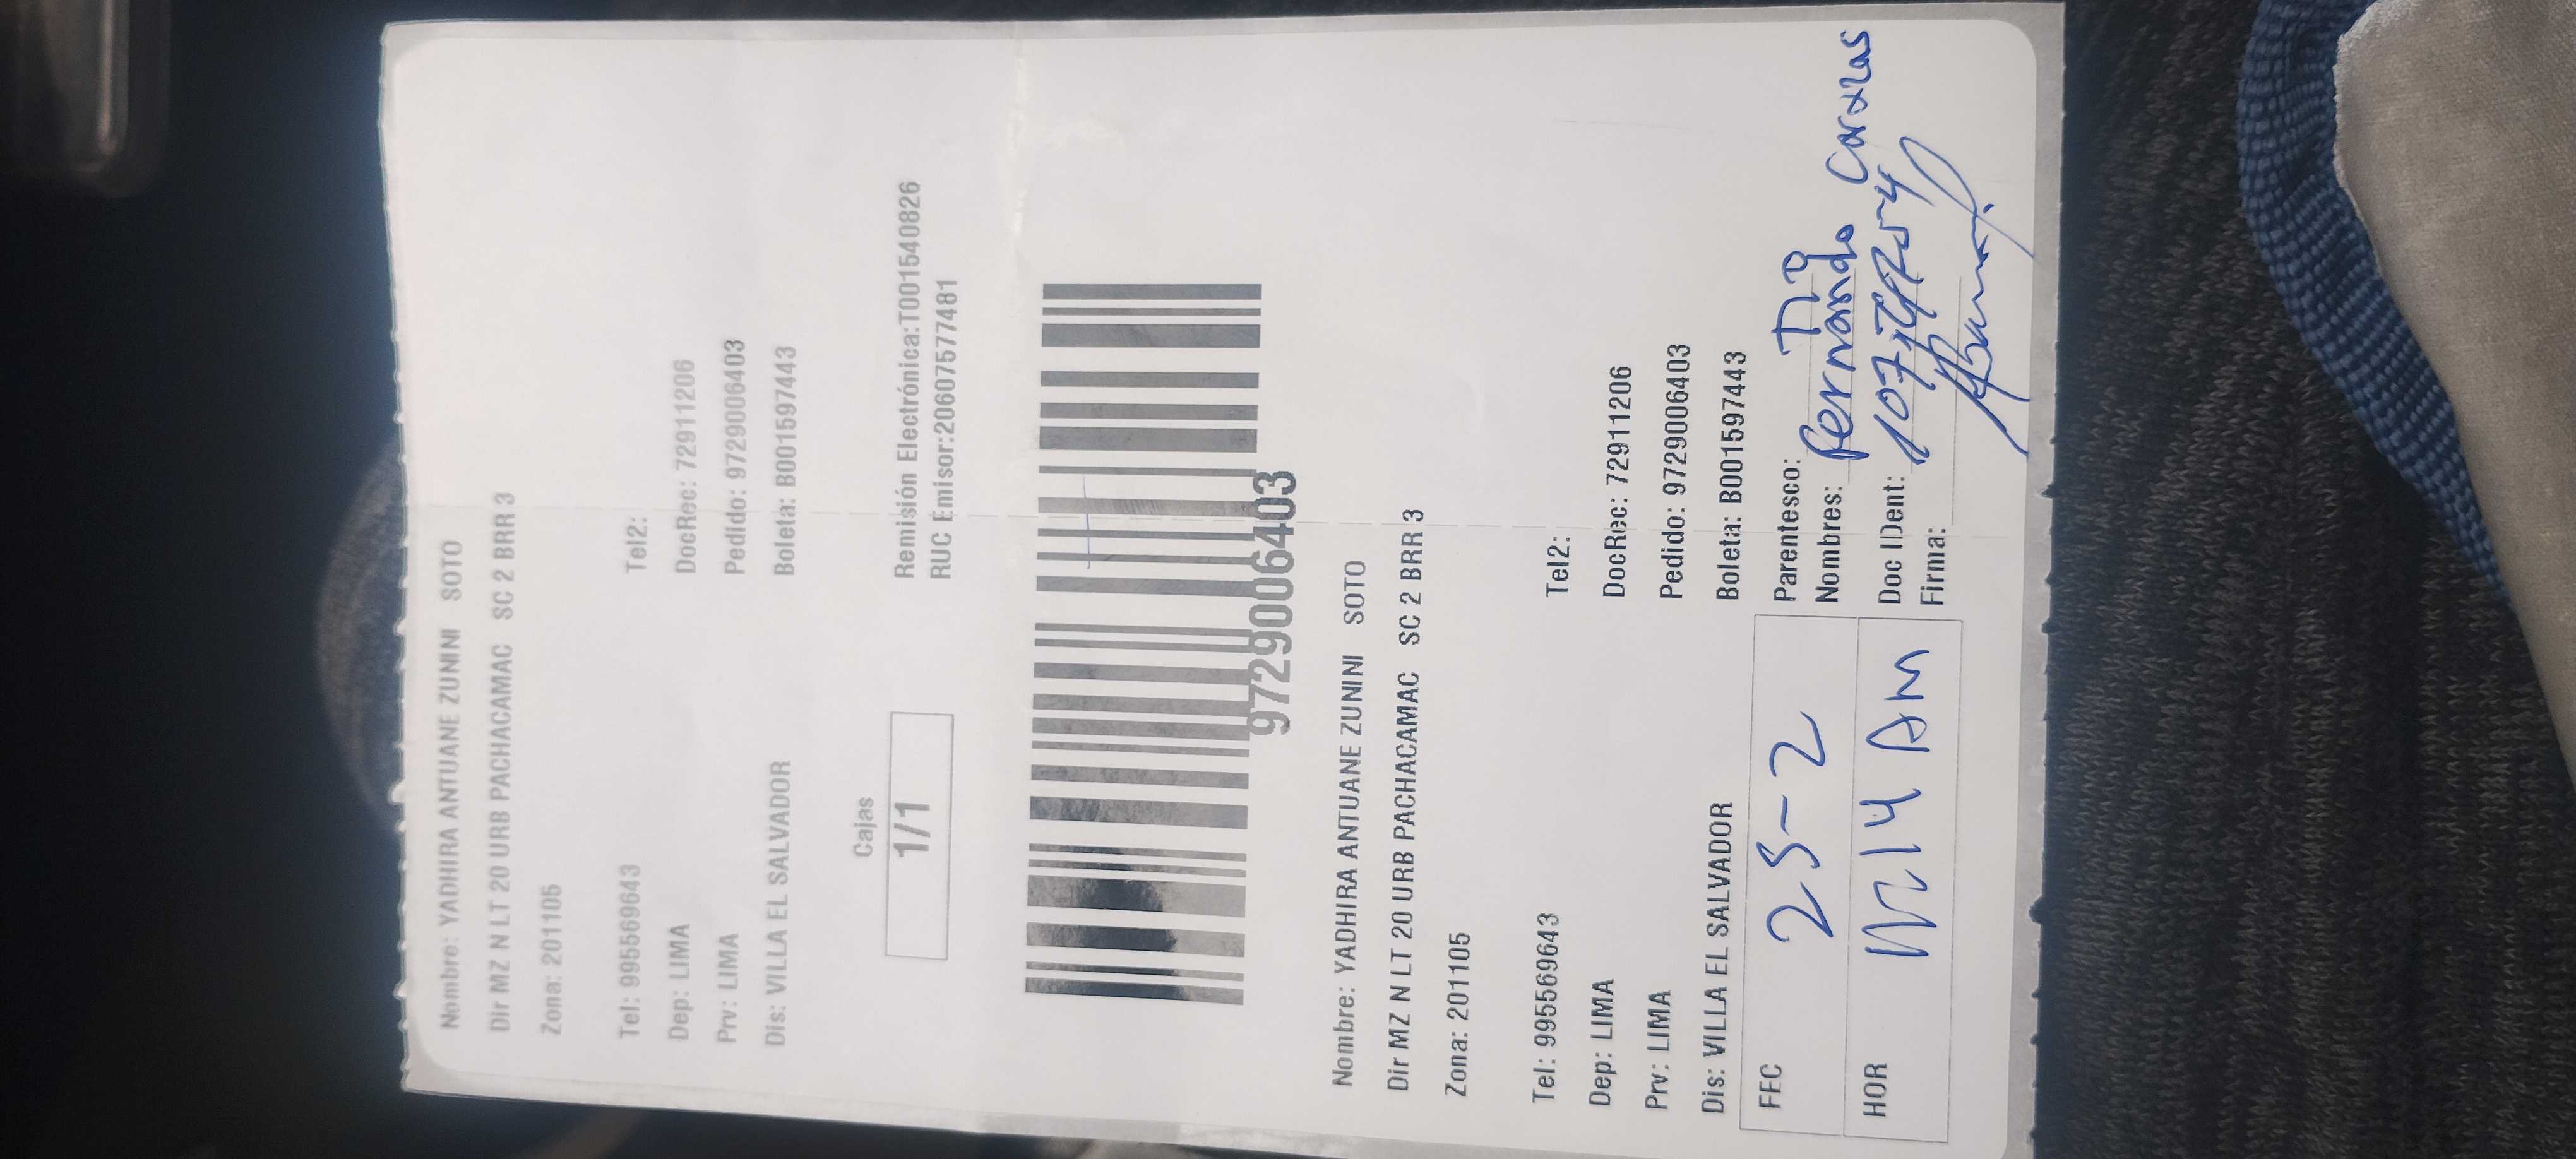 Nombre: YADHIRA ANTUANE ZUNINI SOTO
Dir MZ N LT 20 URB PACHACAMAC SC 2 BRR 3
Zona: 201105
Tel: 995569643 Tel2:
Dep: LIMA DocRec: 72911206
Prv: LIMA Pedido: 9729006403
Dis: VILLA EL SALVADOR Boleta: B001597443
Cajas
1/1
Remisión Electrónica:T001540826
RUC Emisor:20607577481
9729006403
Nombre: YADHIRA ANTUANE ZUNINI SOTO
Dir MZ N LT 20 URB PACHACAMAC SC 2 BRR 3
Zona: 201105
Tel: 995569643 Tel2:
Dep: LIMA DocRec: 72911206
Prv: LIMA Pedido: 9729006403
Dis: VILLA EL SALVADOR Boleta: B001597443
FEC 25-2 Parentesco: Tio
Nombres: Fernando
HOR AM Doc IDent:
Firma: